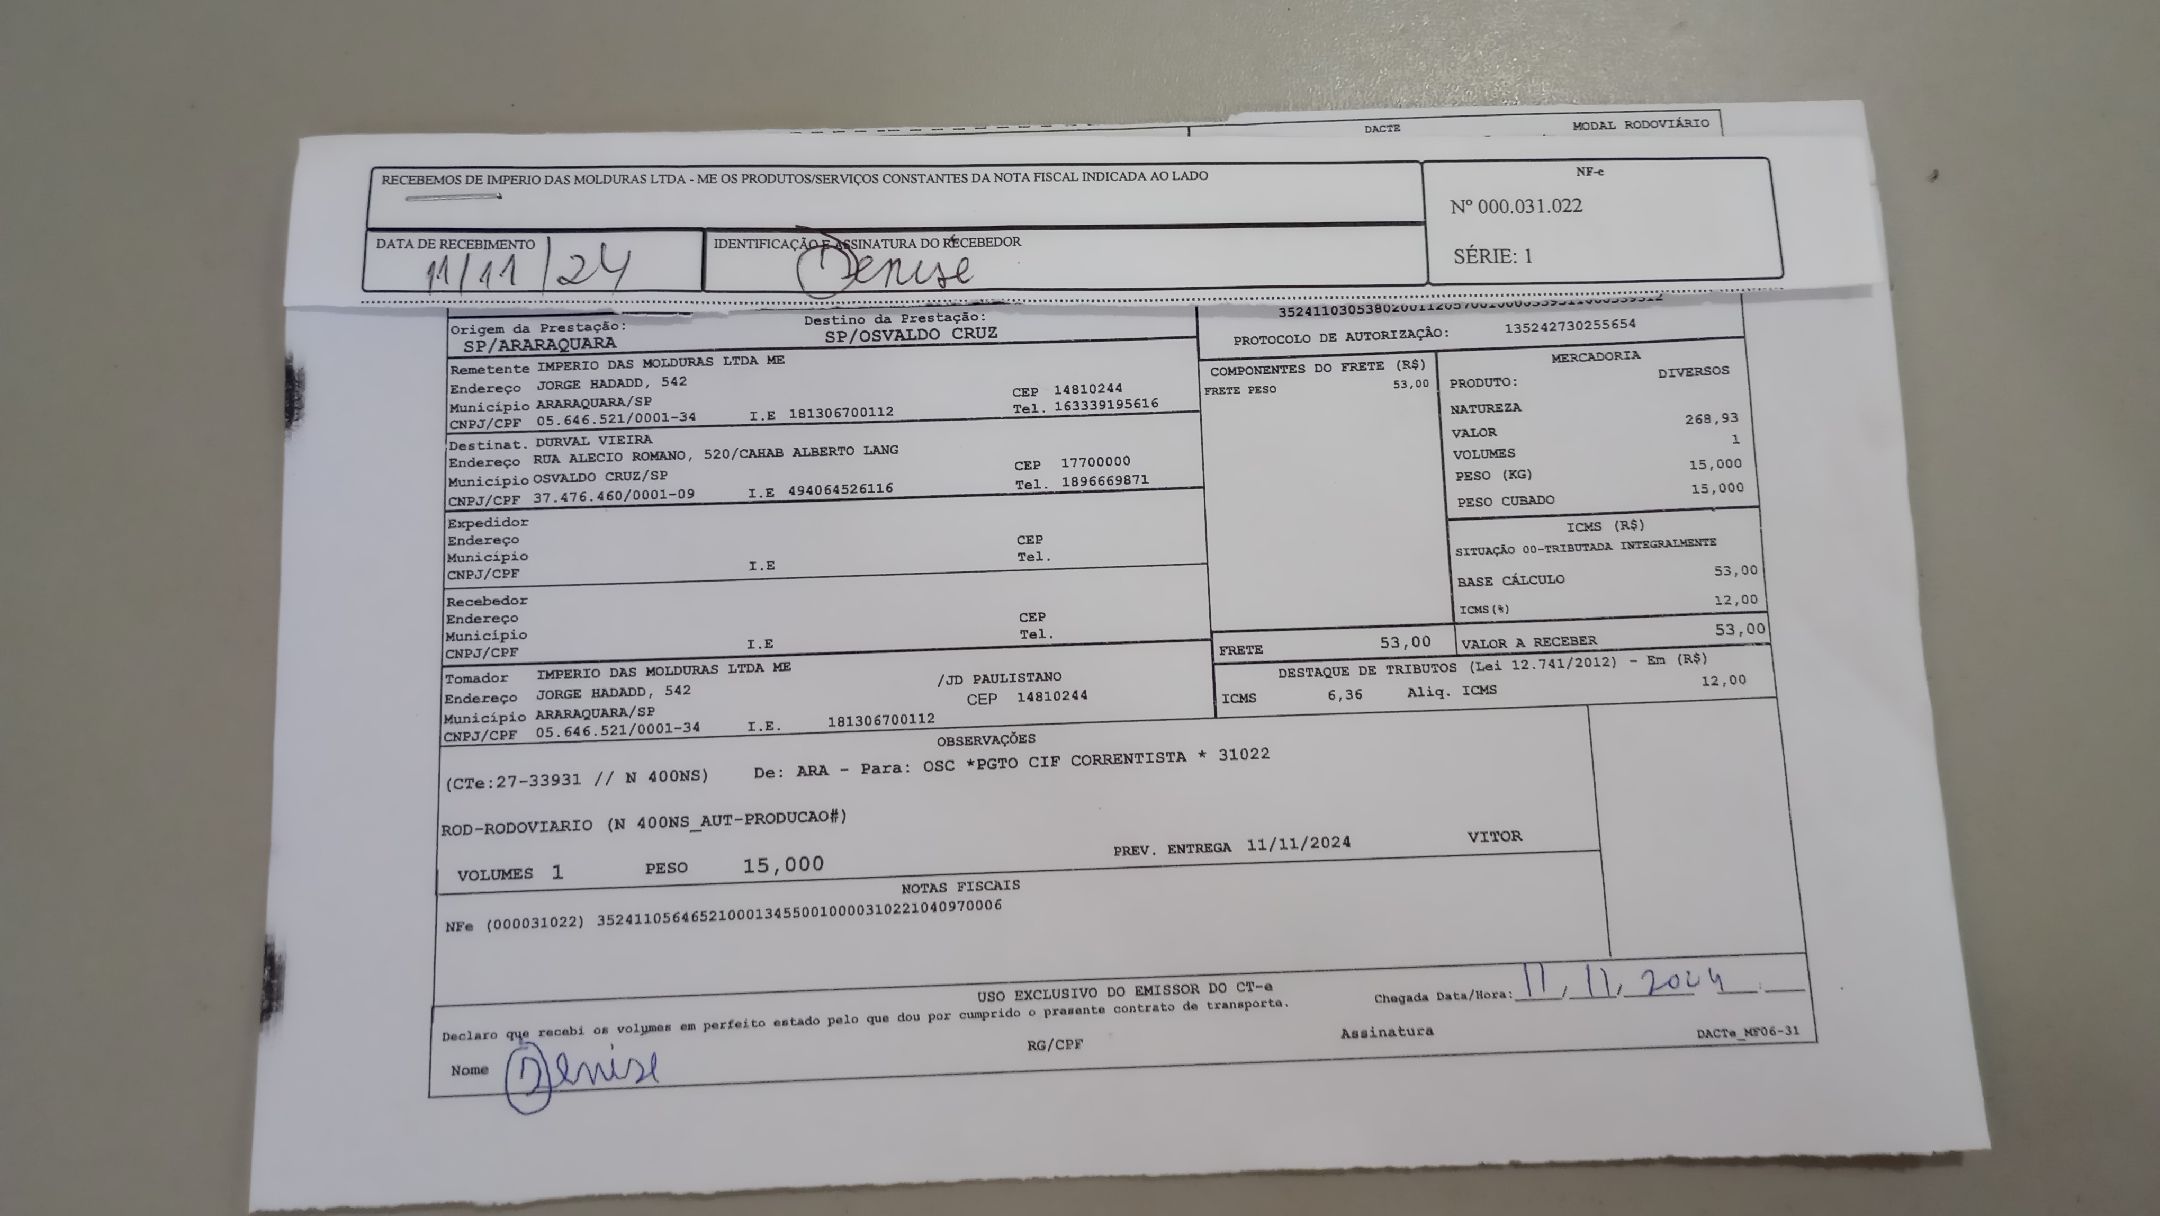 DACTE MODAL RODOVIÁRIO
RECEBEMOS DE IMPERIO DAS MOLDURAS LTDA - ME OS PRODUTOS/SERVIÇOS CONSTANTES DA NOTA FISCAL INDICADA AO LADO
NF-e
Nº 000.031.022
SÉRIE: 1
DATA DE RECEBIMENTO
11/11/24
IDENTIFICAÇÃO E ASSINATURA DO RECEBEDOR
Denise
Origem da Prestação:
SP/ARARAQUARA
Destino da Prestação:
SP/OSVALDO CRUZ
PROTOCOLO DE AUTORIZAÇÃO: 135242730255654
Remetente IMPERIO DAS MOLDURAS LTDA ME
Endereço JORGE HADADD, 542 CEP 14810244
Município ARARAQUARA/SP Tel. 163339195616
CNPJ/CPF 05.646.521/0001-34 I.E 181306700112
Destinat. DURVAL VIEIRA
Endereço RUA ALECIO ROMANO, 520/CAHAB ALBERTO LANG CEP 17700000
Município OSVALDO CRUZ/SP Tel. 1896669871
CNPJ/CPF 37.476.460/0001-09 I.E 494064526116
Expedidor
Endereço CEP
Município Tel.
CNPJ/CPF I.E
Recebedor
Endereço CEP
Município Tel.
CNPJ/CPF I.E
Tomador IMPERIO DAS MOLDURAS LTDA ME
Endereço JORGE HADADD, 542 /JD PAULISTANO
Município ARARAQUARA/SP CEP 14810244
CNPJ/CPF 05.646.521/0001-34 I.E. 181306700112
COMPONENTES DO FRETE (R$)
FRETE PESO 53,00
MERCADORIA
PRODUTO: DIVERSOS
NATUREZA
VALOR 268,93
VOLUMES 1
PESO (KG) 15,000
PESO CUBADO 15,000
ICMS (R$)
SITUAÇÃO 00-TRIBUTADA INTEGRALMENTE
BASE CÁLCULO 53,00
ICMS(%) 12,00
FRETE 53,00 VALOR A RECEBER 53,00
DESTAQUE DE TRIBUTOS (Lei 12.741/2012) - Em (R$)
ICMS 6,36 Aliq. ICMS 12,00
OBSERVAÇÕES
(CTe:27-33931 // N 400NS) De: ARA - Para: OSC *PGTO CIF CORRENTISTA * 31022
ROD-RODOVIARIO (N 400NS_AUT-PRODUCAO#)
VOLUMES 1 PESO 15,000 PREV. ENTREGA 11/11/2024 VITOR
NOTAS FISCAIS
NFe (000031022) 35241105646521000134550010000310221040970006
USO EXCLUSIVO DO EMISSOR DO CT-e
Declaro que recebi os volumes em perfeito estado pelo que dou por cumprido o presente contrato de transporte.
Chegada Data/Hora: 11/11/2024 __:__
Nome Denise RG/CPF Assinatura DACTe_MF06-31